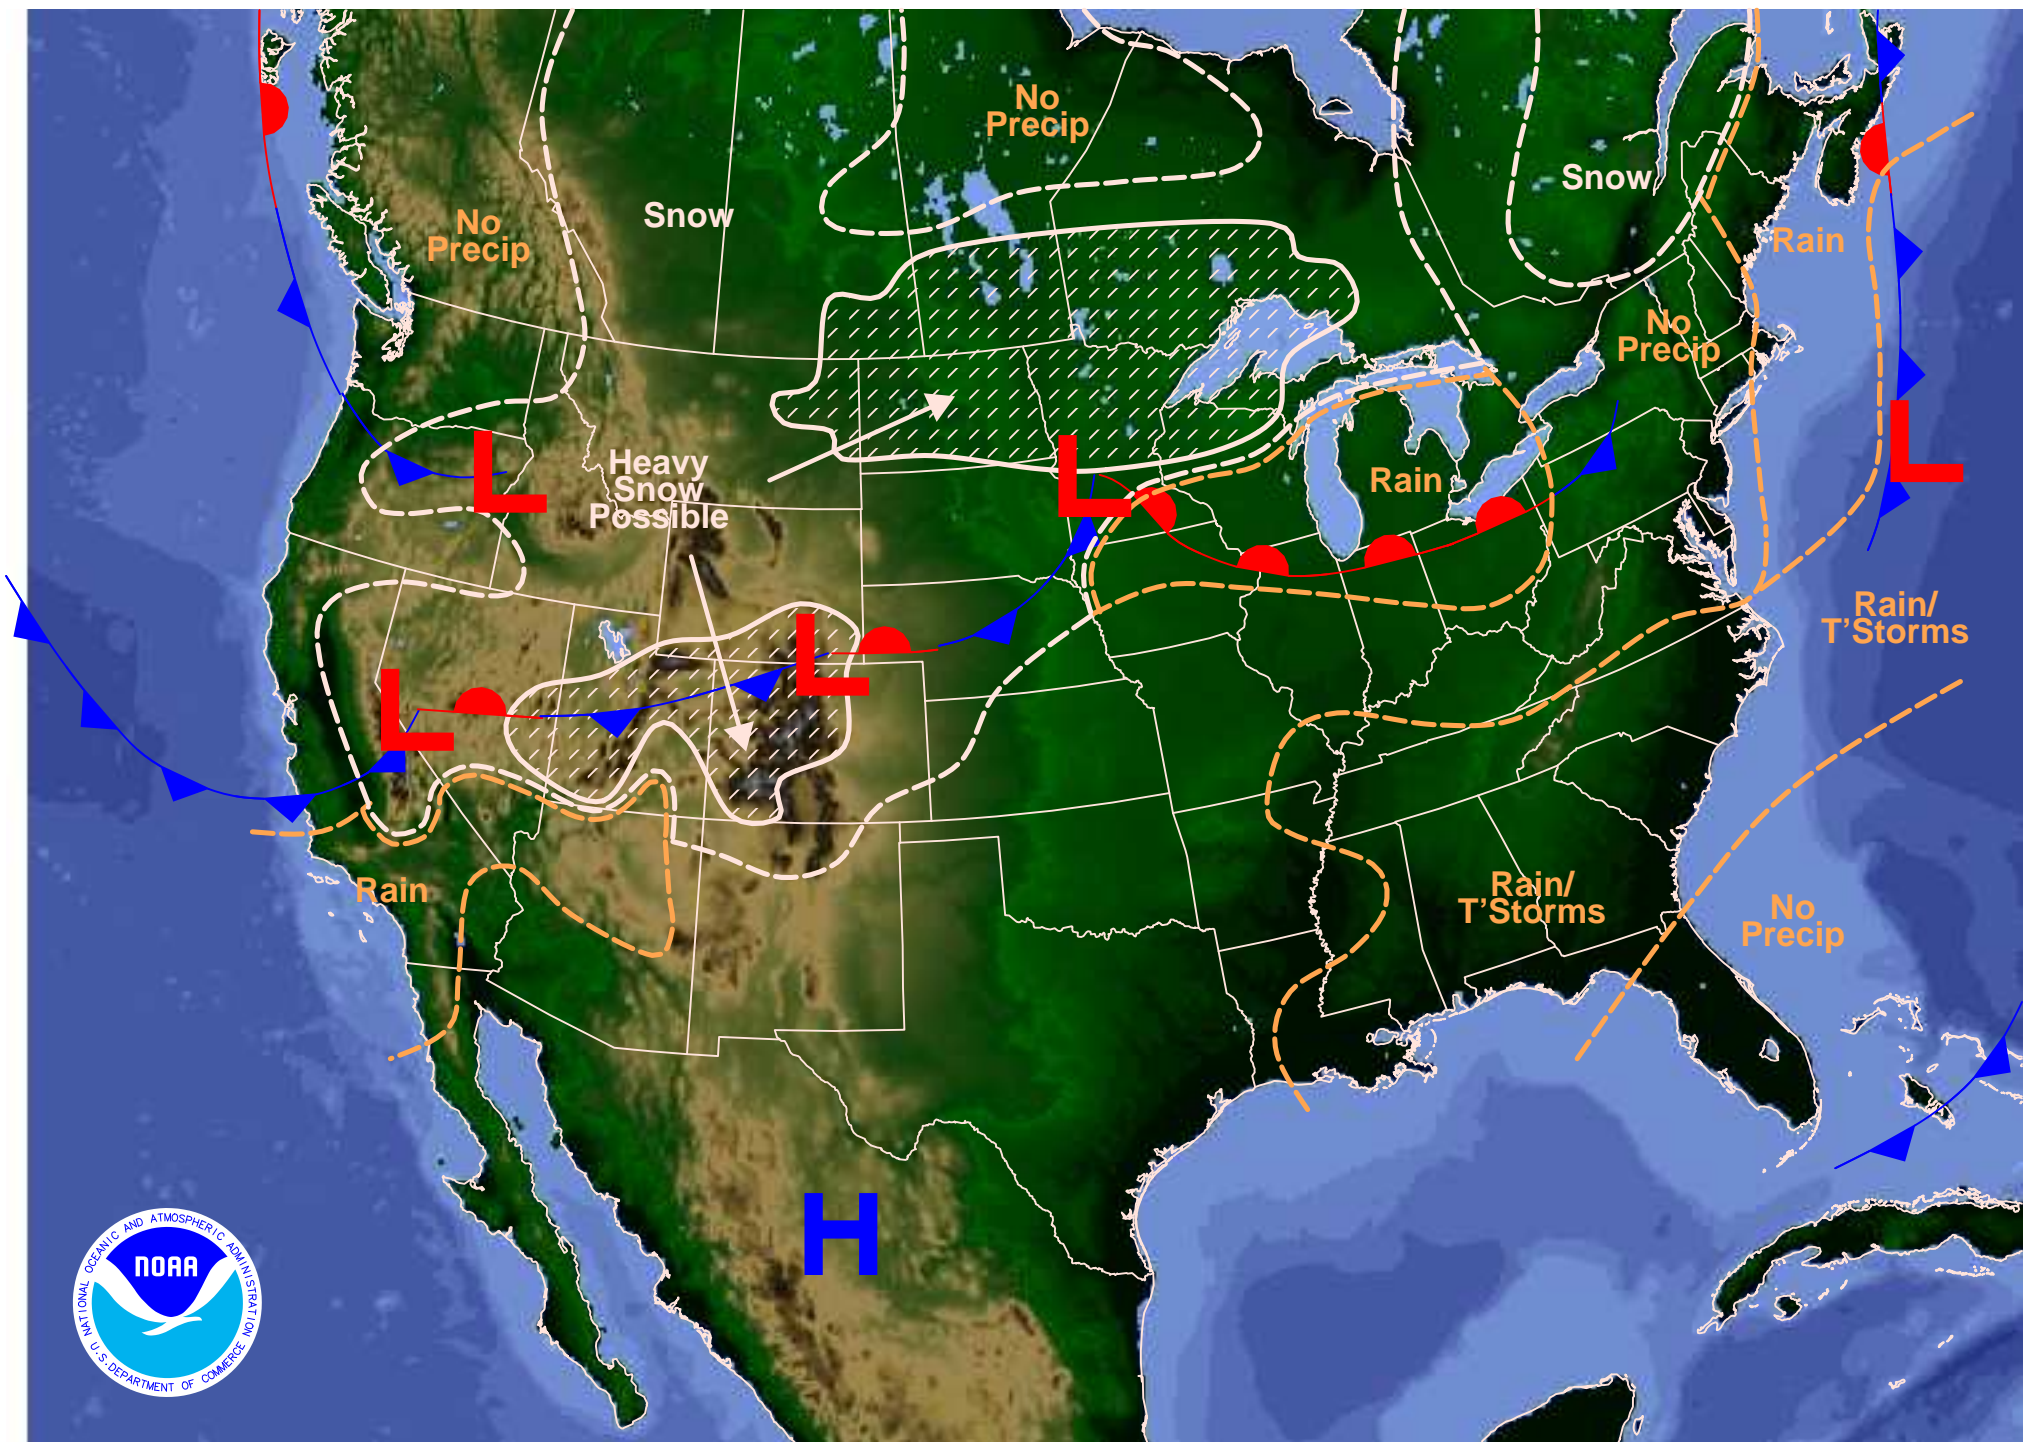 No
Precip
Snow
No
Precip
Snow
Rain
No
Precip
Heavy
Snow
Possible
Rain
Rain/
T'Storms
Rain
Rain/
T'Storms
No
Precip
L
L
L
L
L
H
NATIONAL OCEANIC AND ATMOSPHERIC ADMINISTRATION
NOAA
U.S. DEPARTMENT OF COMMERCE